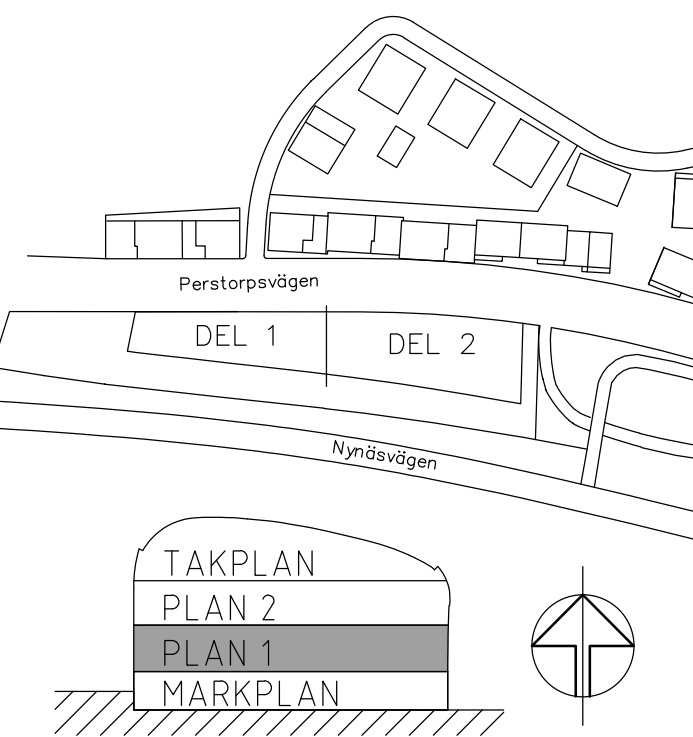 Perstorpsvägen
DEL 1
DEL 2
Nynäsvägen
TAKPLAN
PLAN 2
PLAN 1
MARKPLAN